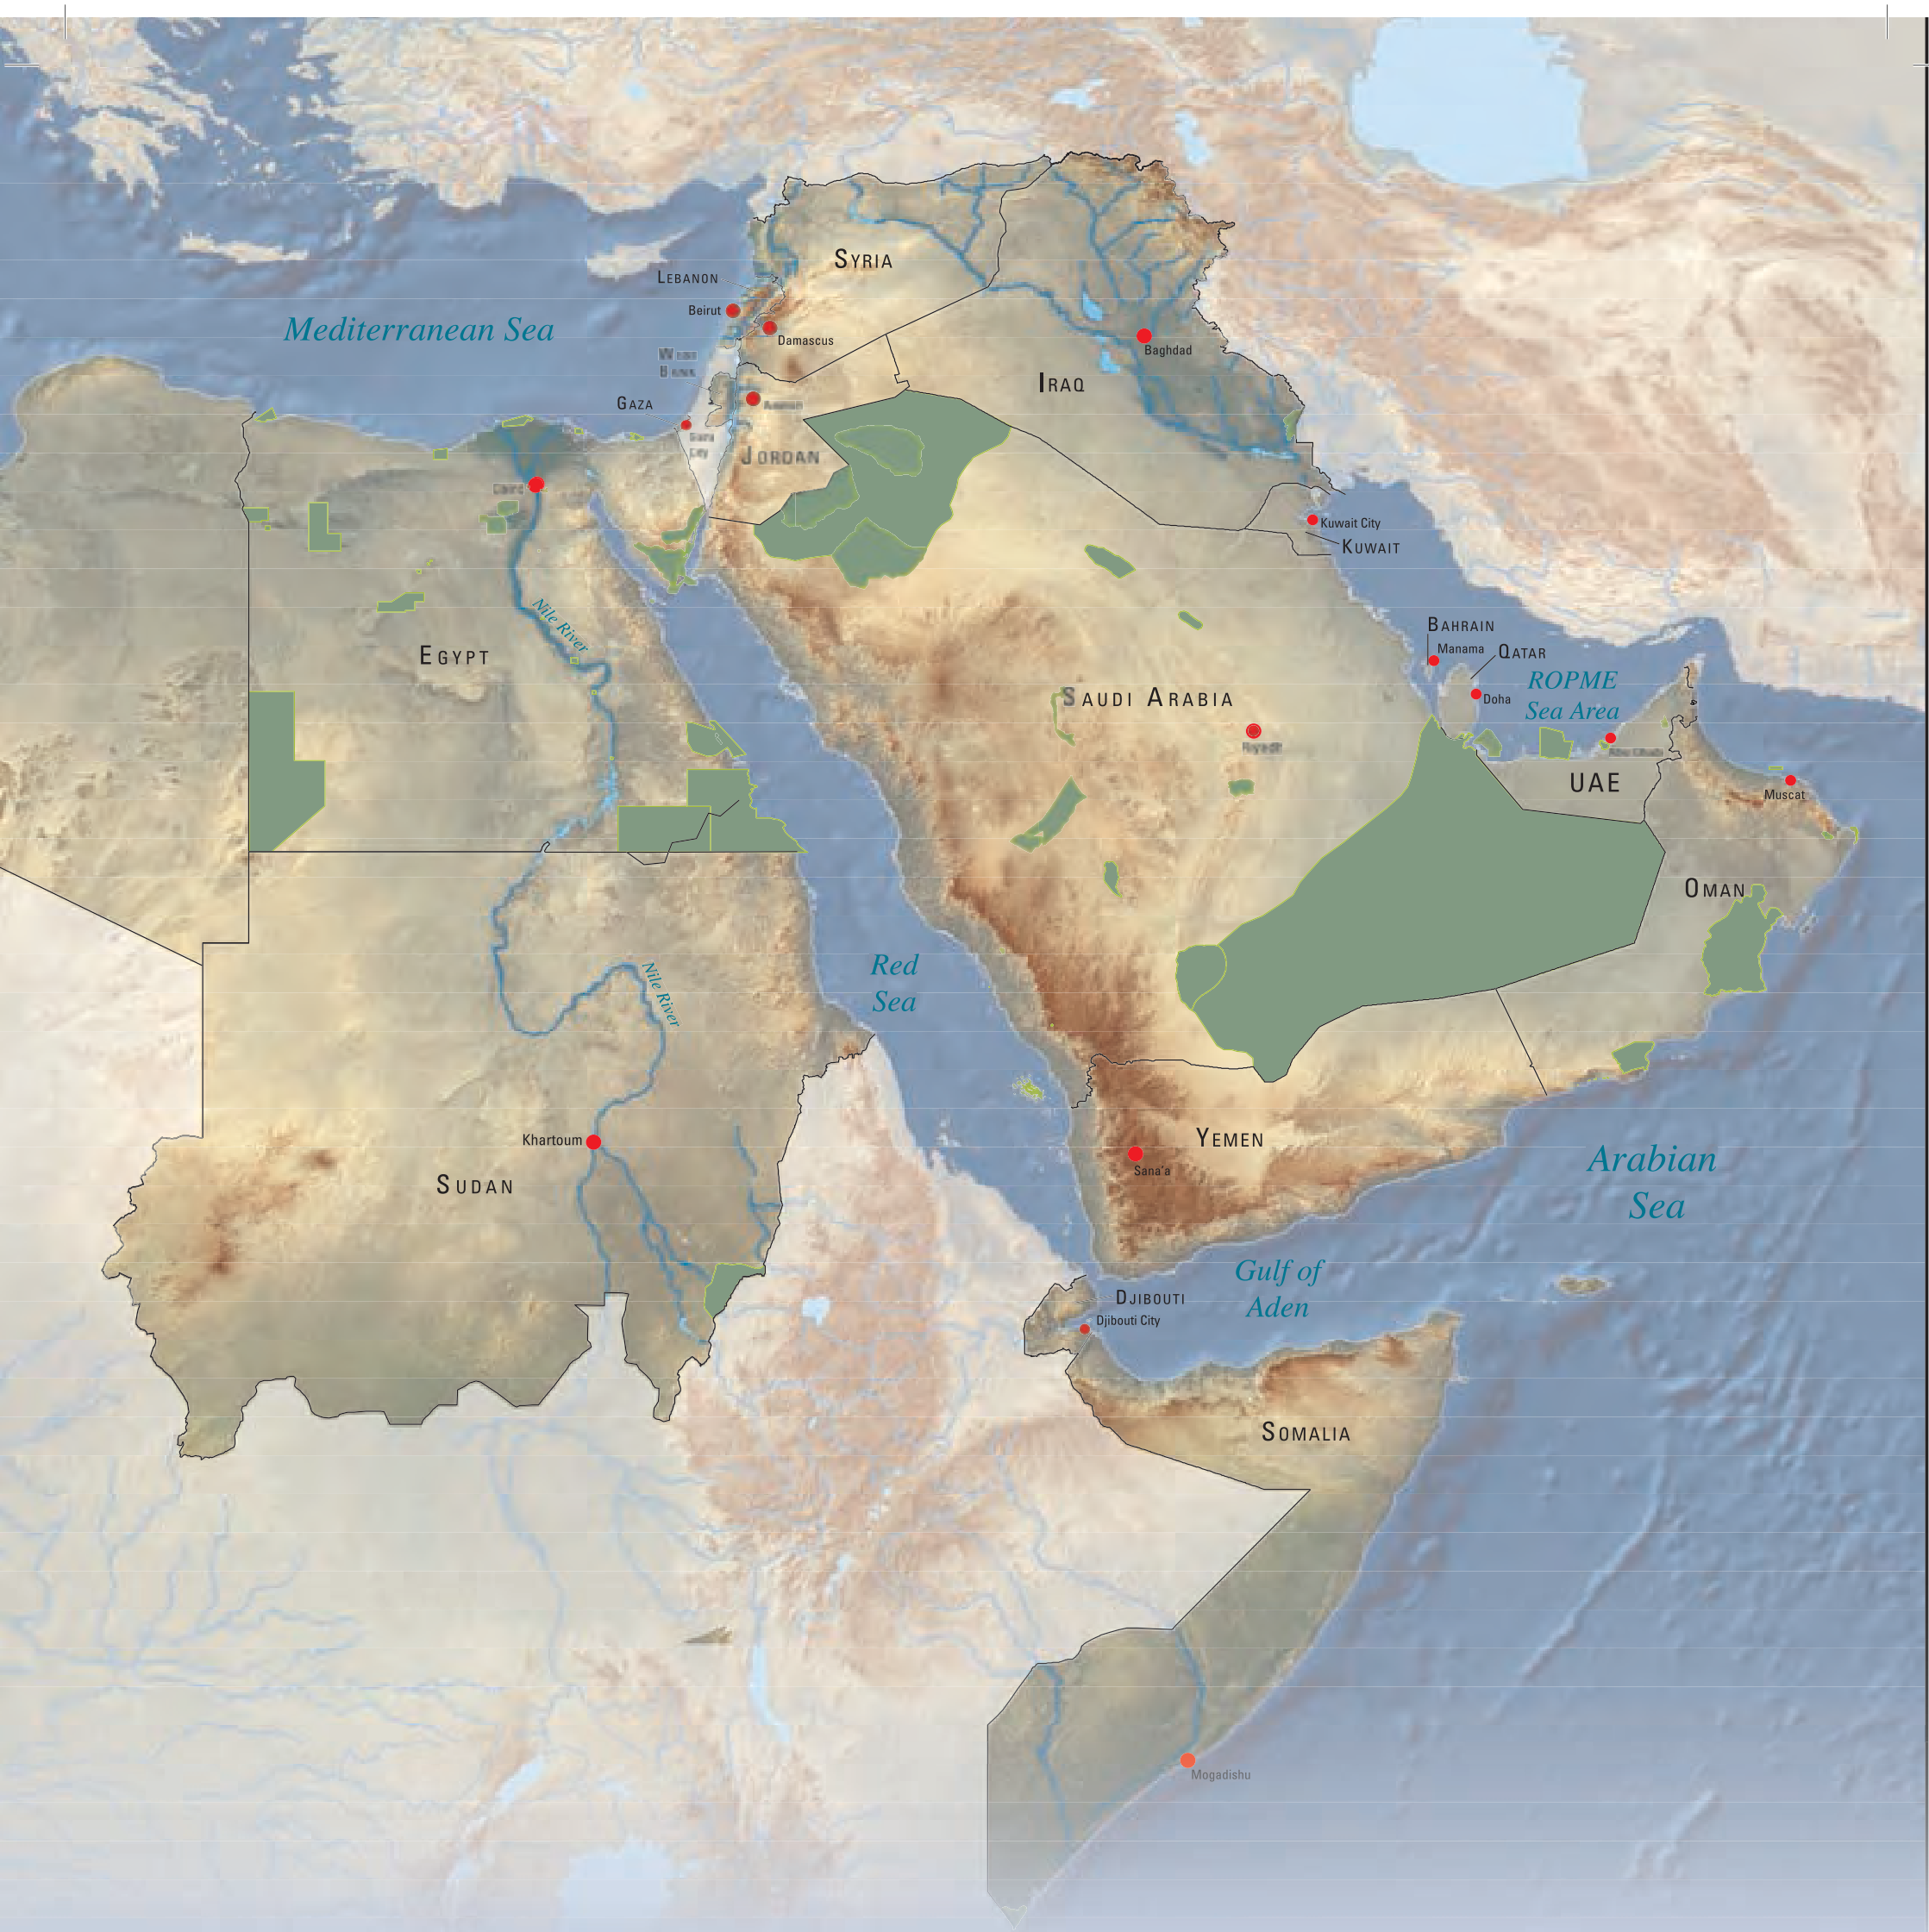 SYRIA
LEBANON
Beirut
Mediterranean Sea
Damascus
Baghdad
IRAQ
GAZA
JORDAN
Kuwait City
KUWAIT
Nile River
EGYPT
BAHRAIN
Manama
QATAR
ROPME
Sea Area
Doha
SAUDI ARABIA
Riyadh
UAE
Muscat
OMAN
Red
Sea
Nile River
Khartoum
SUDAN
YEMEN
Sana'a
Arabian
Sea
Gulf of
Aden
DJIBOUTI
Djibouti City
SOMALIA
Mogadishu